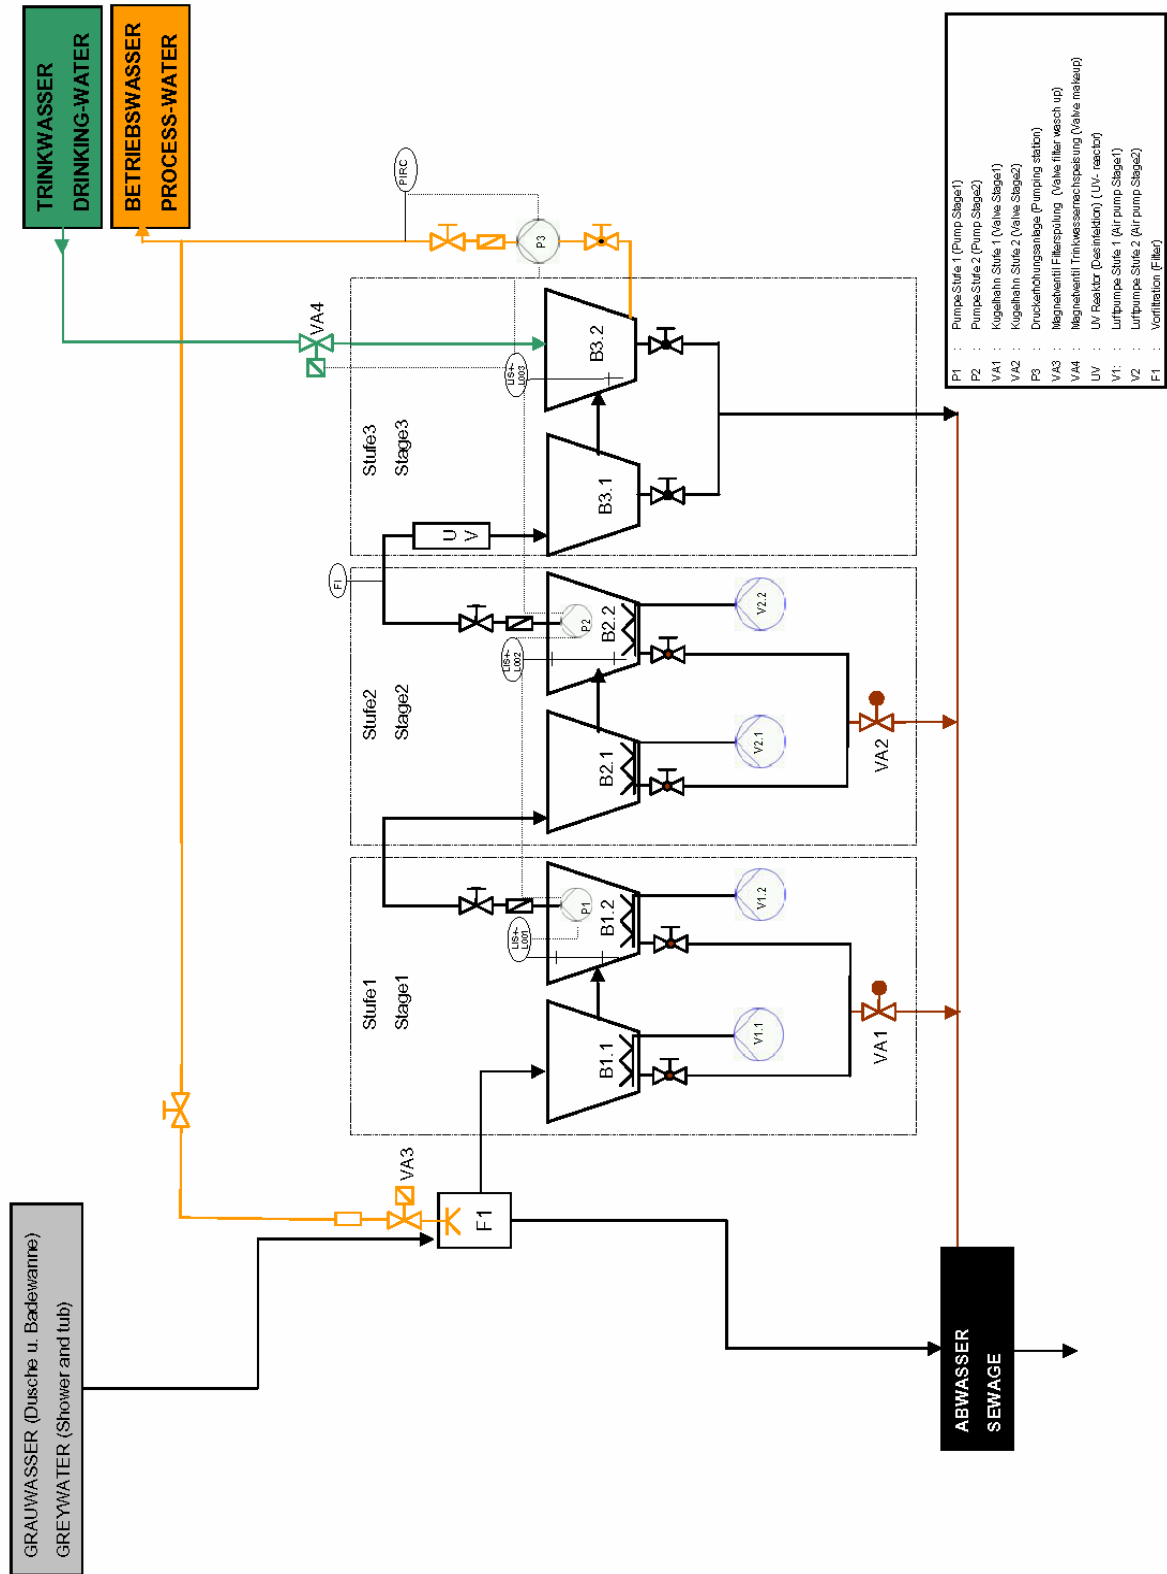 GRAUWASSER (Dusche u. Badewanne)
GREYWATER (Shower and tub)
TRINKWASSER
DRINKING-WATER
BETRIEBSWASSER
PROCESS-WATER
VA3
F1
ABWASSER
SEWAGE
Stufe1
Stage1
LIS+-
L001
P1
B1.1
B1.2
V1.1
V1.2
VA1
Stufe2
Stage2
LIS+-
L002
P2
B2.1
B2.2
V2.1
V2.2
VA2
FI
U V
Stufe3
Stage3
LIS+-
L003
B3.1
B3.2
VA4
P3
PIRC
P1 : Pumpe Stufe 1 (Pump Stage1)
P2 : Pumpe Stufe 2 (Pump Stage2)
VA1 : Kugelhahn Stufe 1 (Valve Stage1)
VA2 : Kugelhahn Stufe 2 (Valve Stage2)
P3 : Druckerhöhungsanlage (Pumping station)
VA3 : Magnetventil Filterspülung (Valve filter wasch up)
VA4 : Magnetventil Trinkwassernachspeisung (Valve makeup)
UV : UV Reaktor (Desinfektion) ( UV- reactor)
V1: : Luftpumpe Stufe 1 (Air pump Stage1)
V2 : Luftpumpe Stufe 2 (Air pump Stage2)
F1 : Vorfiltration (Filter)